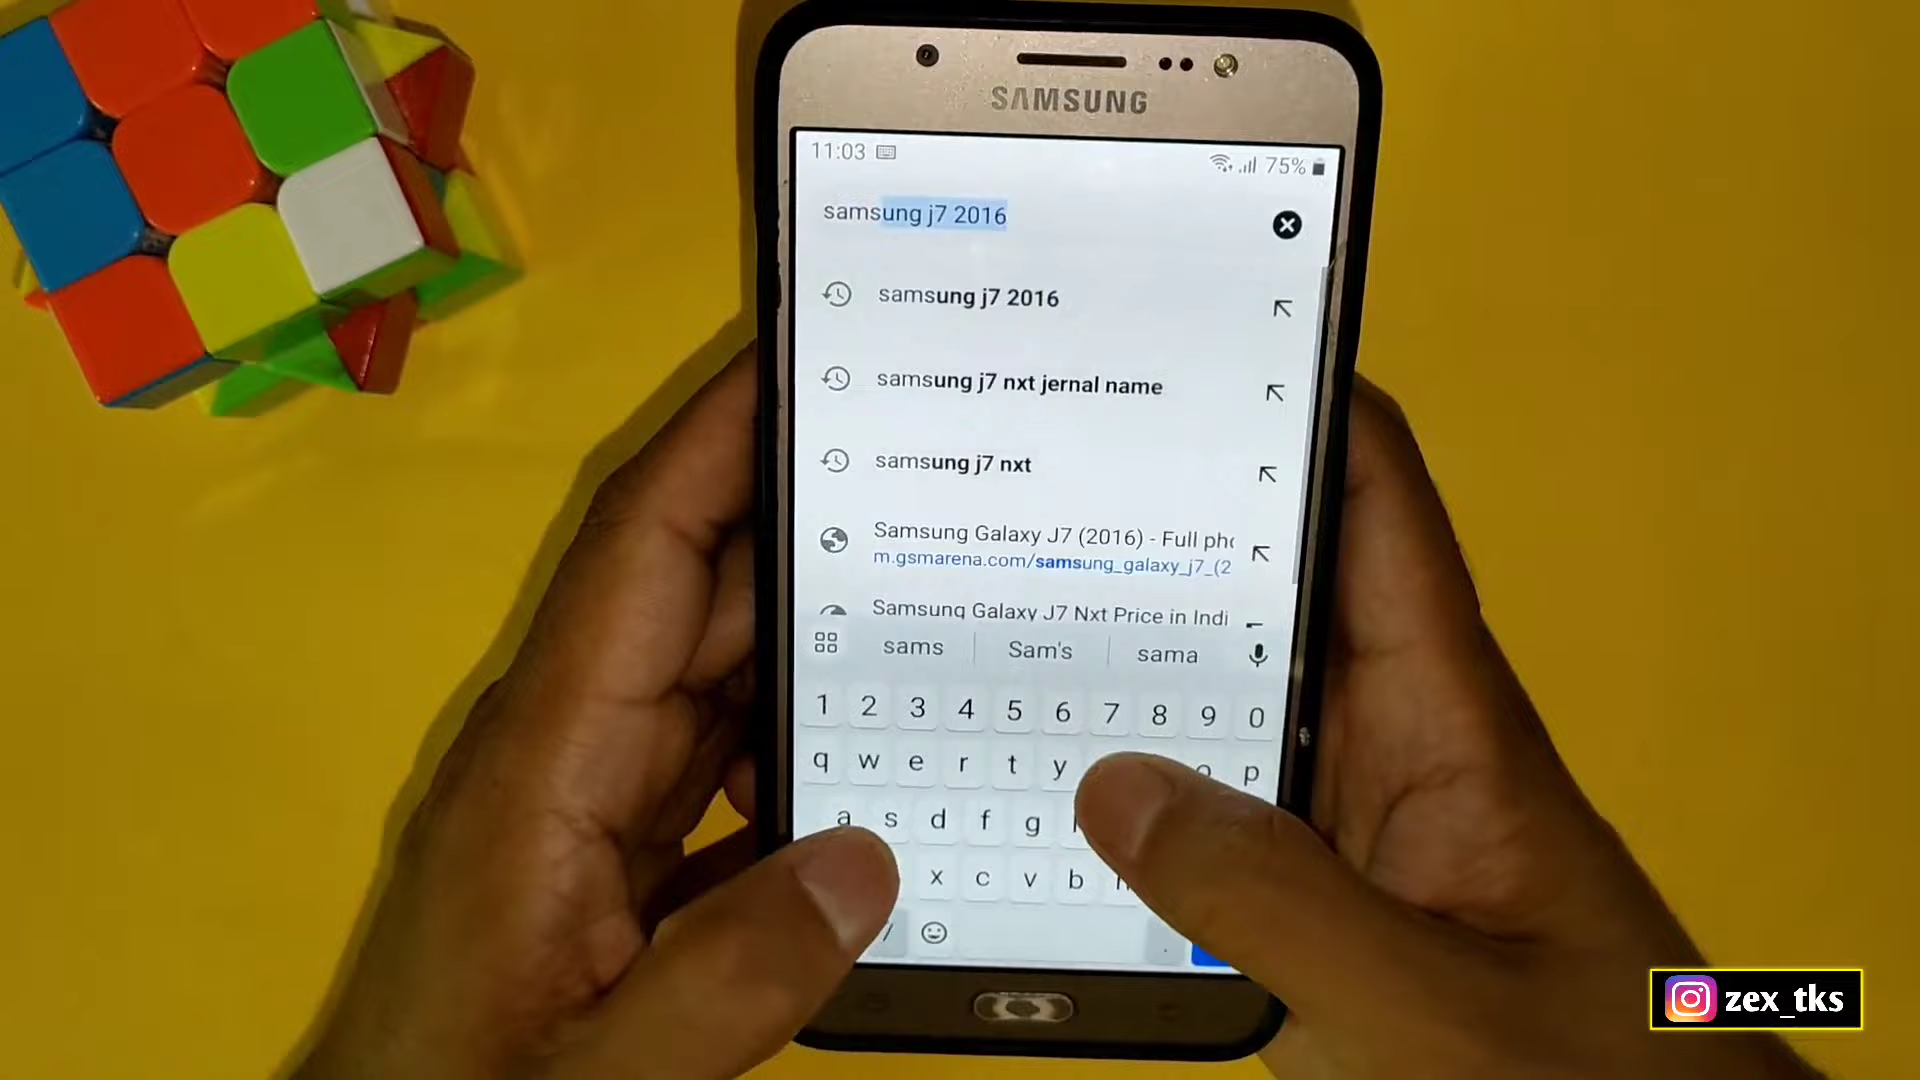 SAMSUNG
11:03 75%
samsung j7 2016
samsung j7 2016
samsung j7 nxt jernal name
samsung j7 nxt
Samsung Galaxy J7 (2016) - Full pho
m.gsmarena.com/samsung_galaxy_j7_(2
Samsung Galaxy J7 Nxt Price in Indi
sams Sam's sama
1 2 3 4 5 6 7 8 9 0
q w e r t y o p
a s d f g
x c v b
/ .
zex_tks